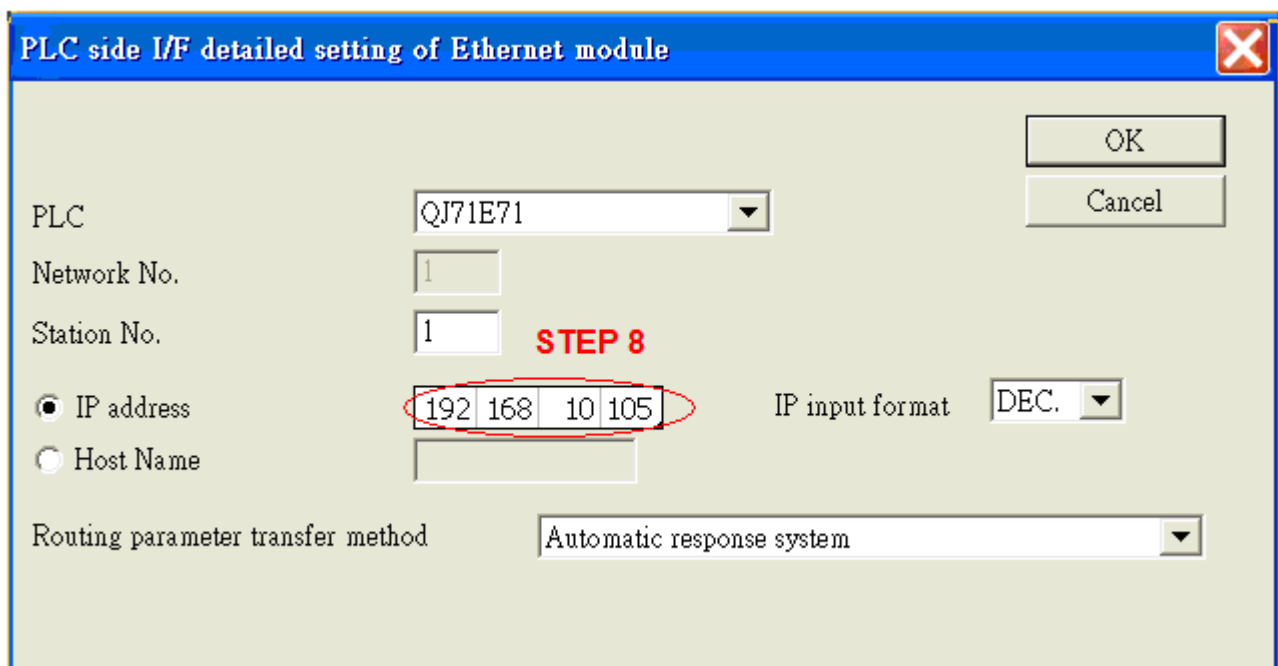 PLC side I/F detailed setting of Ethernet module
OK
PLC QJ71E71 Cancel
Network No. 1
Station No. 1 STEP 8
IP address 192 168 10 105 IP input format DEC.
Host Name
Routing parameter transfer method Automatic response system